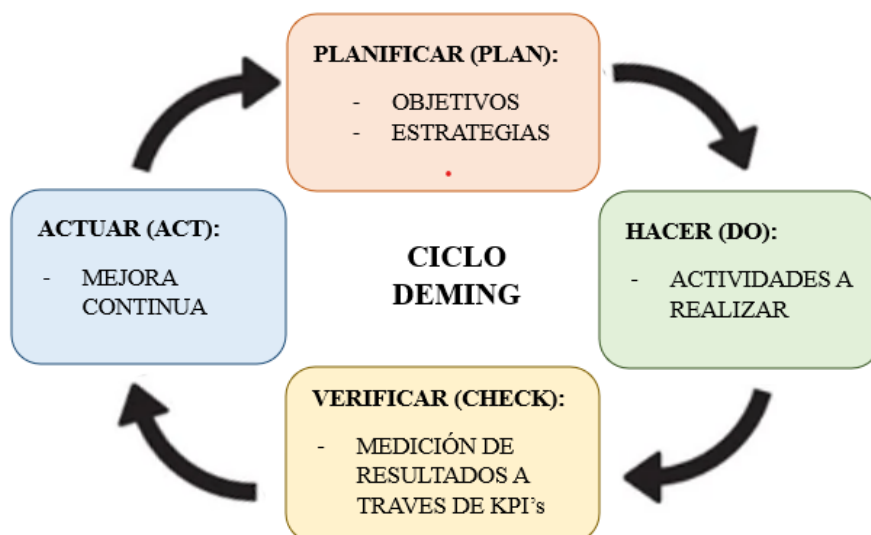 PLANIFICAR (PLAN):
- OBJETIVOS
- ESTRATEGIAS
ACTUAR (ACT):
- MEJORA
CONTINUA
CICLO
DEMING
HACER (DO):
- ACTIVIDADES A
REALIZAR
VERIFICAR (CHECK):
- MEDICIÓN DE
RESULTADOS A
TRAVES DE KPI’s